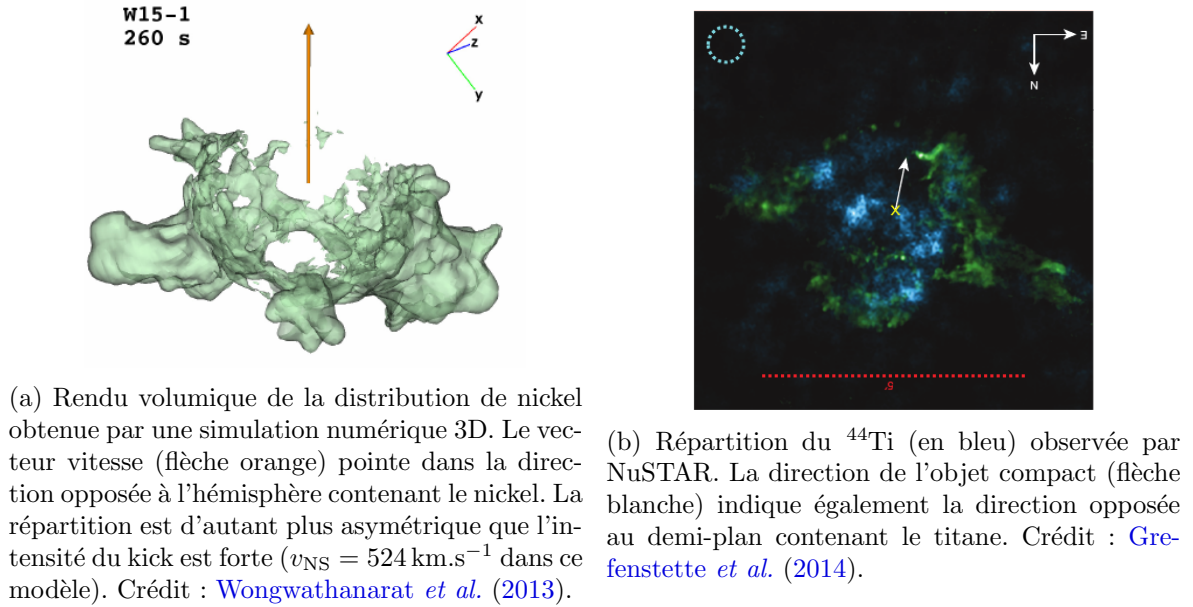 W15-1
260 s
x
z
y
E
N
5'
(a) Rendu volumique de la distribution de nickel
obtenue par une simulation numérique 3D. Le vec-
teur vitesse (flèche orange) pointe dans la direc-
tion opposée à l'hémisphère contenant le nickel. La
répartition est d'autant plus asymétrique que l'in-
tensité du kick est forte (v_NS = 524 km.s⁻¹ dans ce
modèle). Crédit : Wongwathanarat et al. (2013).
(b) Répartition du ⁴⁴Ti (en bleu) observée par
NuSTAR. La direction de l'objet compact (flèche
blanche) indique également la direction opposée
au demi-plan contenant le titane. Crédit : Gre-
fenstette et al. (2014).